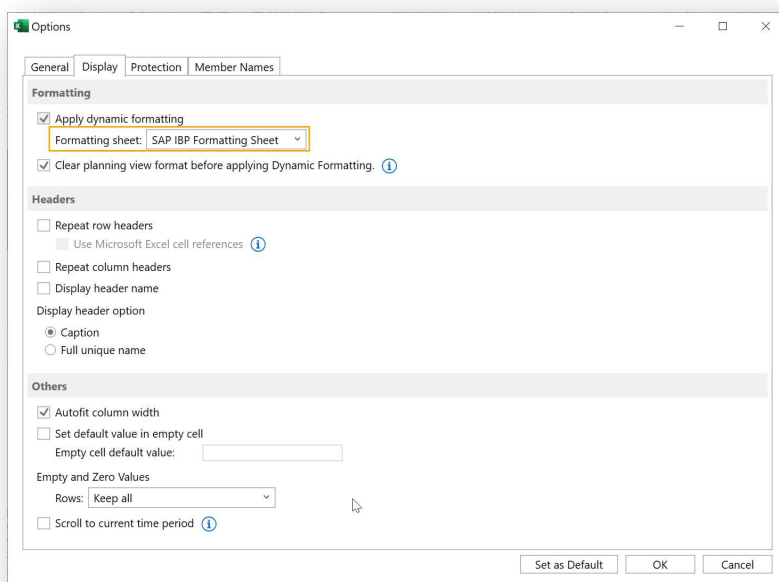 Options
General Display Protection Member Names
Formatting
Apply dynamic formatting
Formatting sheet: SAP IBP Formatting Sheet
Clear planning view format before applying Dynamic Formatting.
Headers
Repeat row headers
Use Microsoft Excel cell references
Repeat column headers
Display header name
Display header option
Caption
Full unique name
Others
Autofit column width
Set default value in empty cell
Empty cell default value:
Empty and Zero Values
Rows: Keep all
Scroll to current time period
Set as Default OK Cancel